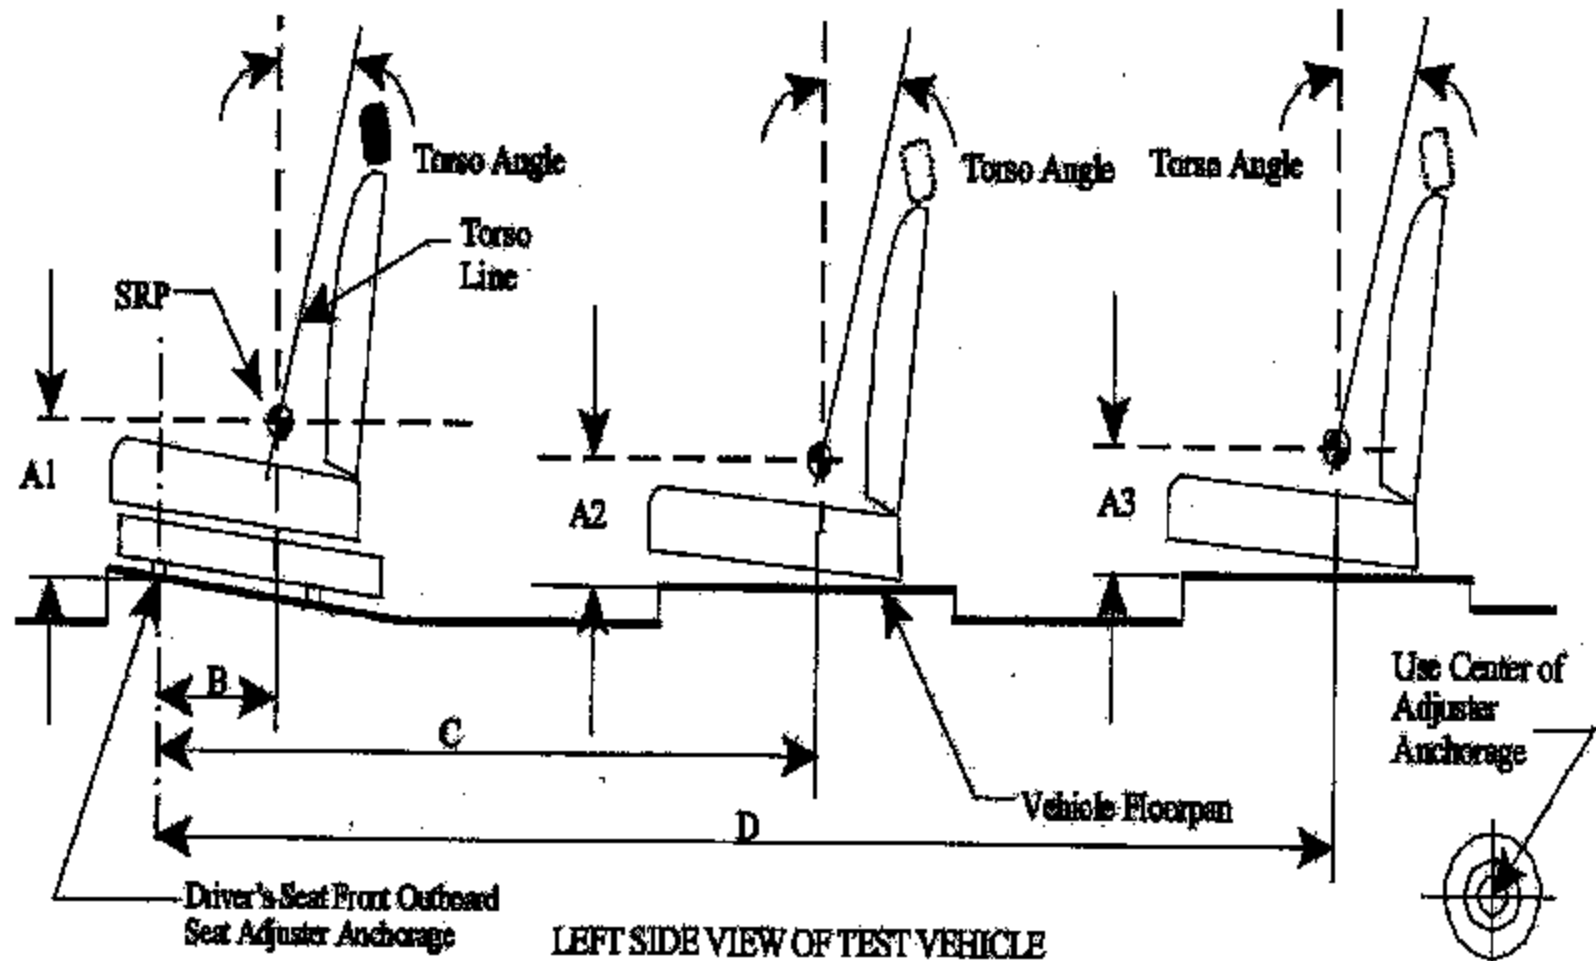 Torso Angle
Torso Angle
Torso Angle
Torso
Line
SRP
A1
A2
A3
B
C
D
Use Center of
Adjuster
Anchorage
Vehicle Floorpan
Driver's Seat Front Outboard
Seat Adjuster Anchorage
LEFT SIDE VIEW OF TEST VEHICLE